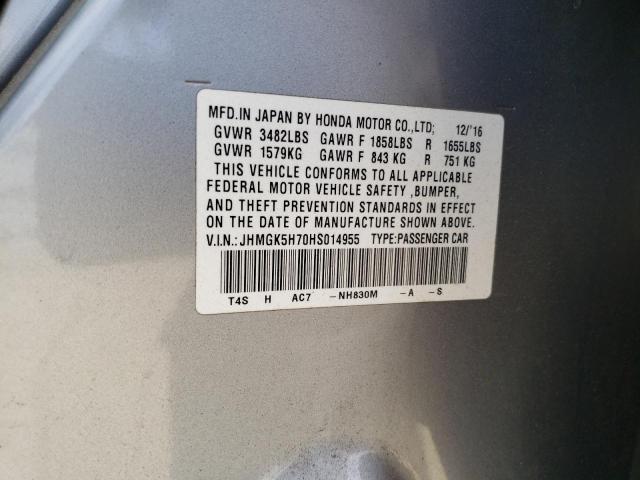 MFD.IN JAPAN BY HONDA MOTOR CO.,LTD; 12/'16
GVWR 3482LBS GAWR F 1858LBS R 1655LBS
GVWR 1579KG GAWR F 843 KG R 751 KG
THIS VEHICLE CONFORMS TO ALL APPLICABLE
FEDERAL MOTOR VEHICLE SAFETY ,BUMPER,
AND THEFT PREVENTION STANDARDS IN EFFECT
ON THE DATE OF MANUFACTURE SHOWN ABOVE.
V.I.N.:JHMGK5H70HS014955 TYPE:PASSENGER CAR
T4S H AC7 -NH830M -A -S